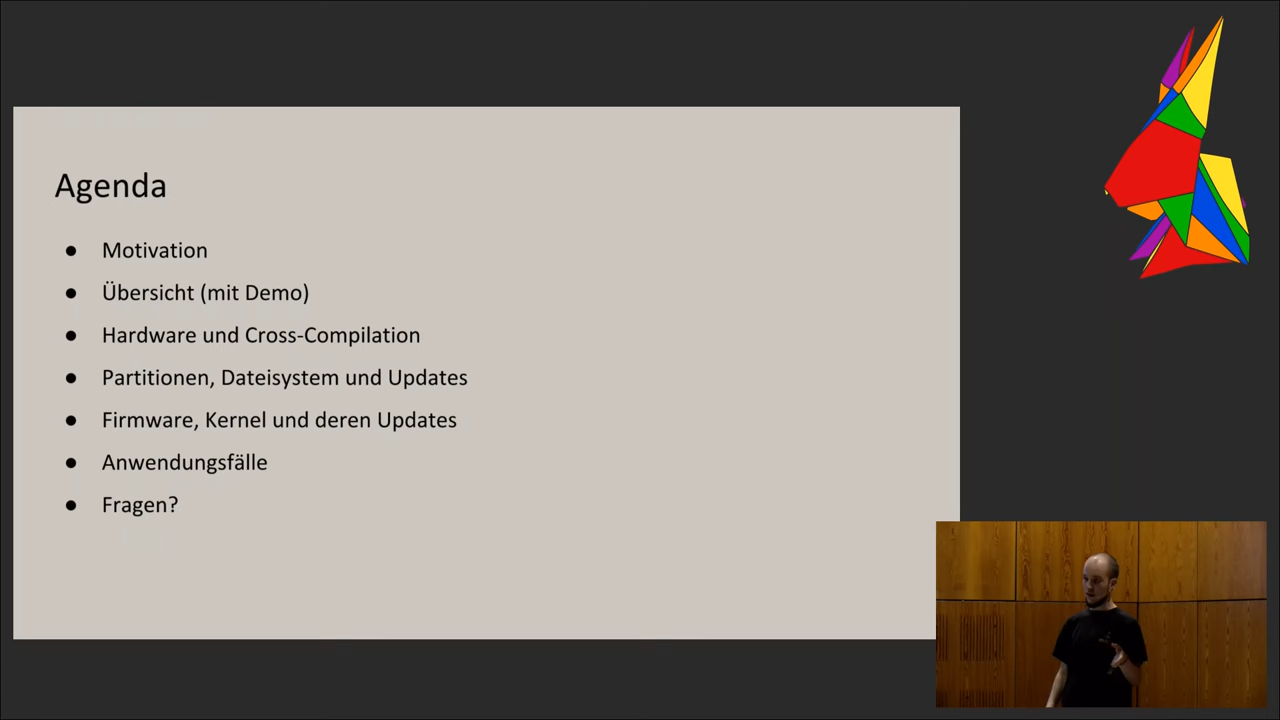 Agenda
● Motivation
● Übersicht (mit Demo)
● Hardware und Cross-Compilation
● Partitionen, Dateisystem und Updates
● Firmware, Kernel und deren Updates
● Anwendungsfälle
● Fragen?